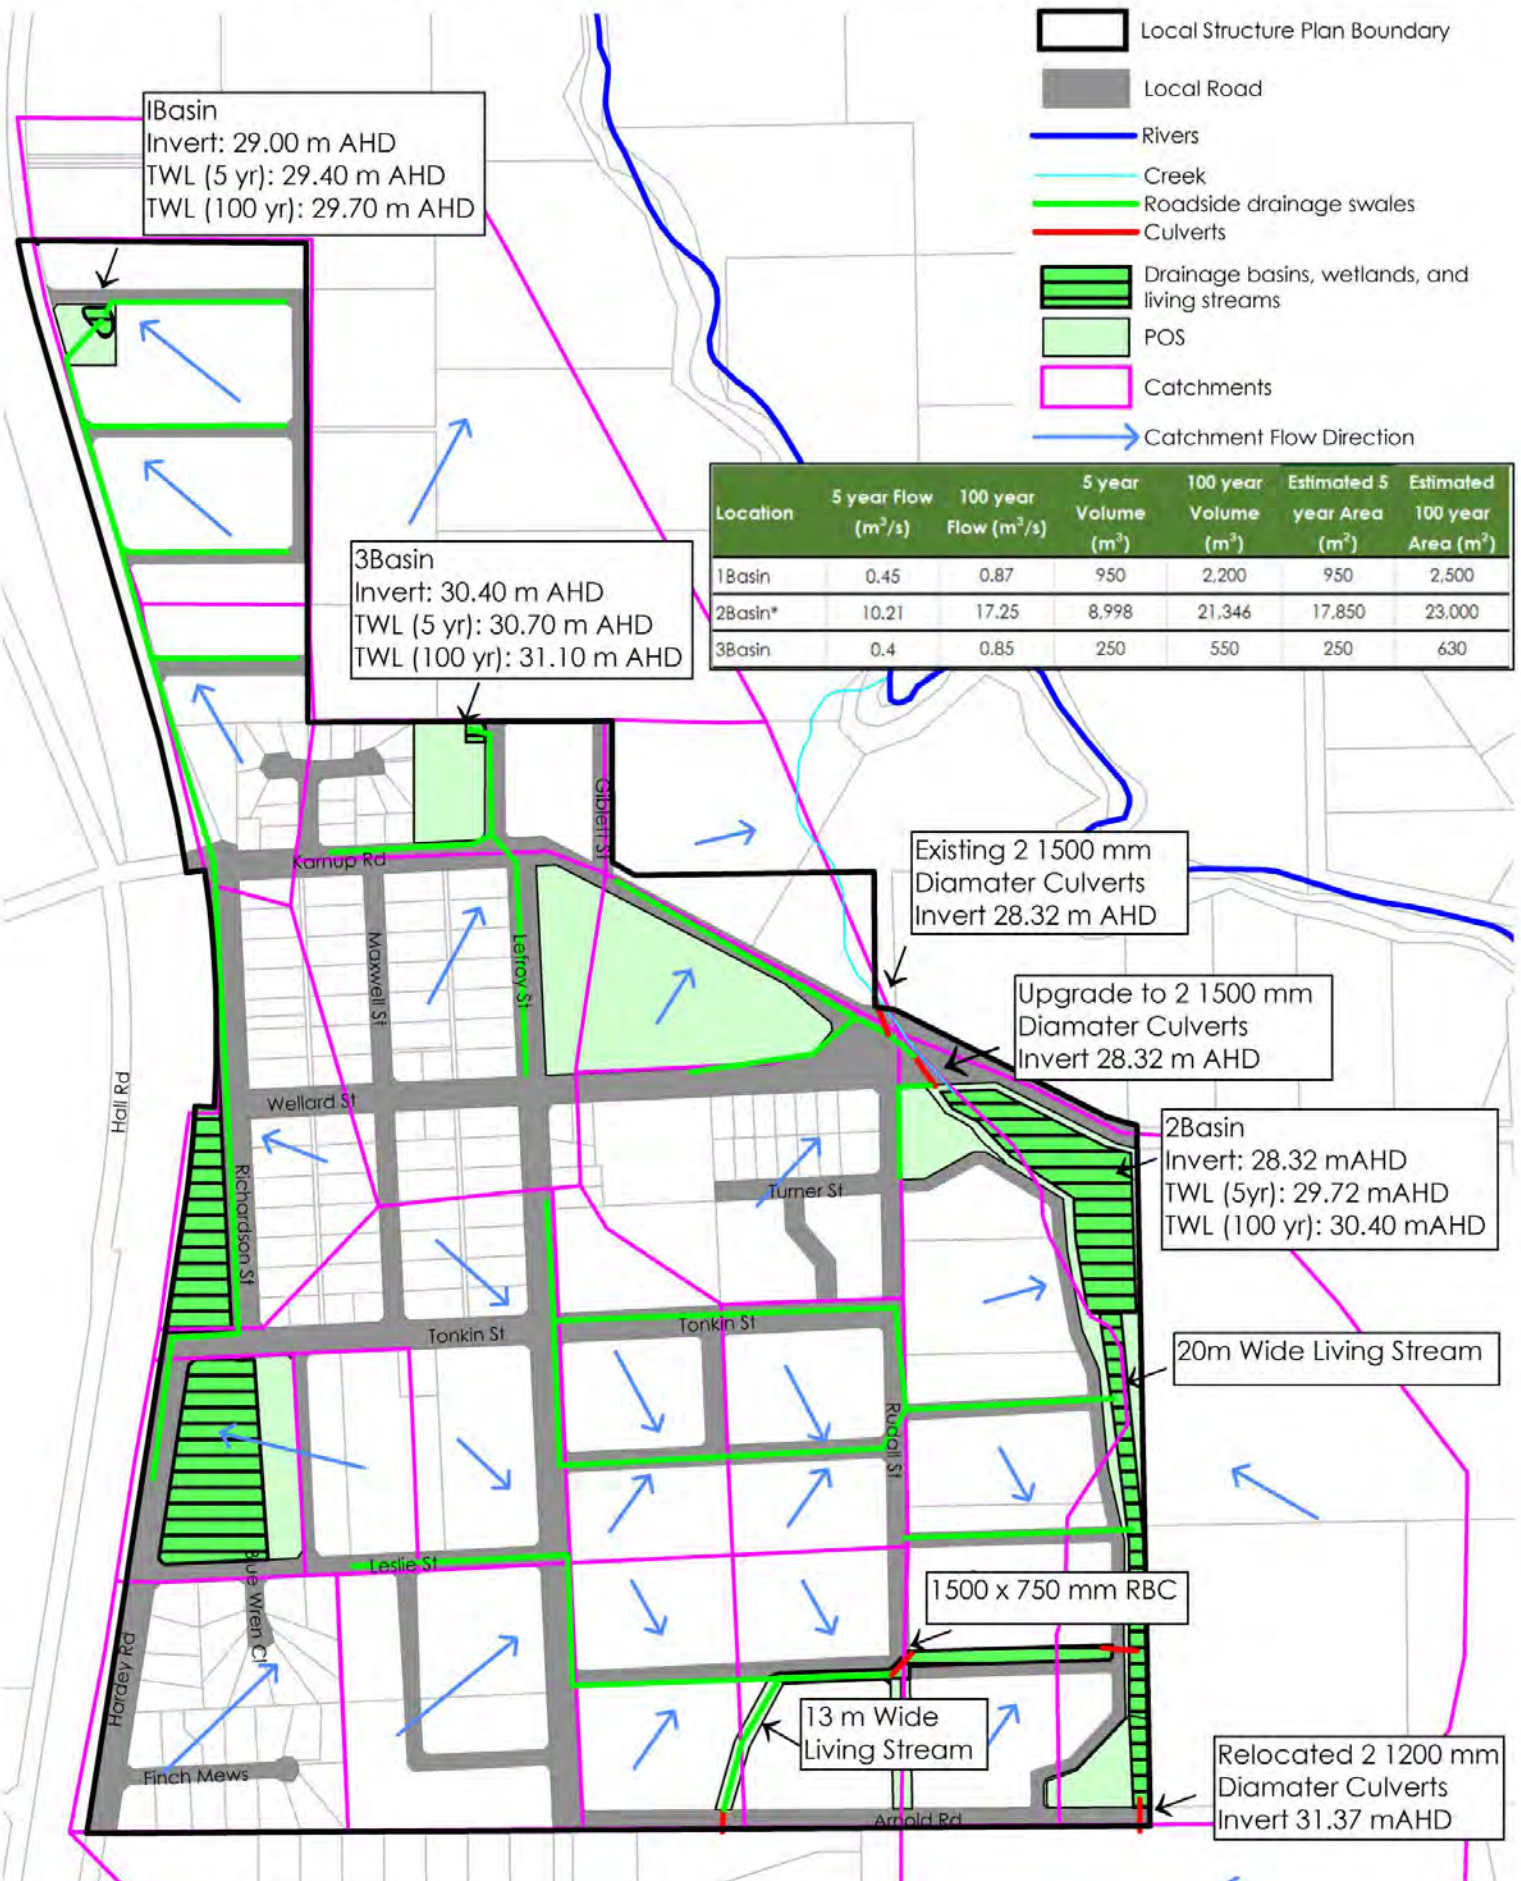 Local Structure Plan Boundary
Local Road
Rivers
Creek
Roadside drainage swales
Culverts
Drainage basins, wetlands, and
living streams
POS
Catchments
Catchment Flow Direction
1Basin
Invert: 29.00 m AHD
TWL (5 yr): 29.40 m AHD
TWL (100 yr): 29.70 m AHD
Location 5 year Flow (m³/s) 100 year Flow (m³/s) 5 year Volume (m³) 100 year Volume (m³) Estimated 5 year Area (m²) Estimated 100 year Area (m²)
1Basin 0.45 0.87 950 2,200 950 2,500
2Basin* 10.21 17.25 8,998 21,346 17,850 23,000
3Basin 0.4 0.85 250 550 250 630
3Basin
Invert: 30.40 m AHD
TWL (5 yr): 30.70 m AHD
TWL (100 yr): 31.10 m AHD
Giblett St
Karnup Rd
Existing 2 1500 mm
Diamater Culverts
Invert 28.32 m AHD
Maxwell St
Lefroy St
Upgrade to 2 1500 mm
Diamater Culverts
Invert 28.32 m AHD
Hall Rd
Wellard St
2Basin
Invert: 28.32 mAHD
TWL (5yr): 29.72 mAHD
TWL (100 yr): 30.40 mAHD
Richardson St
Turner St
Tonkin St
Tonkin St
20m Wide Living Stream
Rudall St
Leslie St
Blue Wren Ct
1500 x 750 mm RBC
Hardey Rd
13 m Wide
Living Stream
Finch Mews
Arnold Rd
Relocated 2 1200 mm
Diamater Culverts
Invert 31.37 mAHD